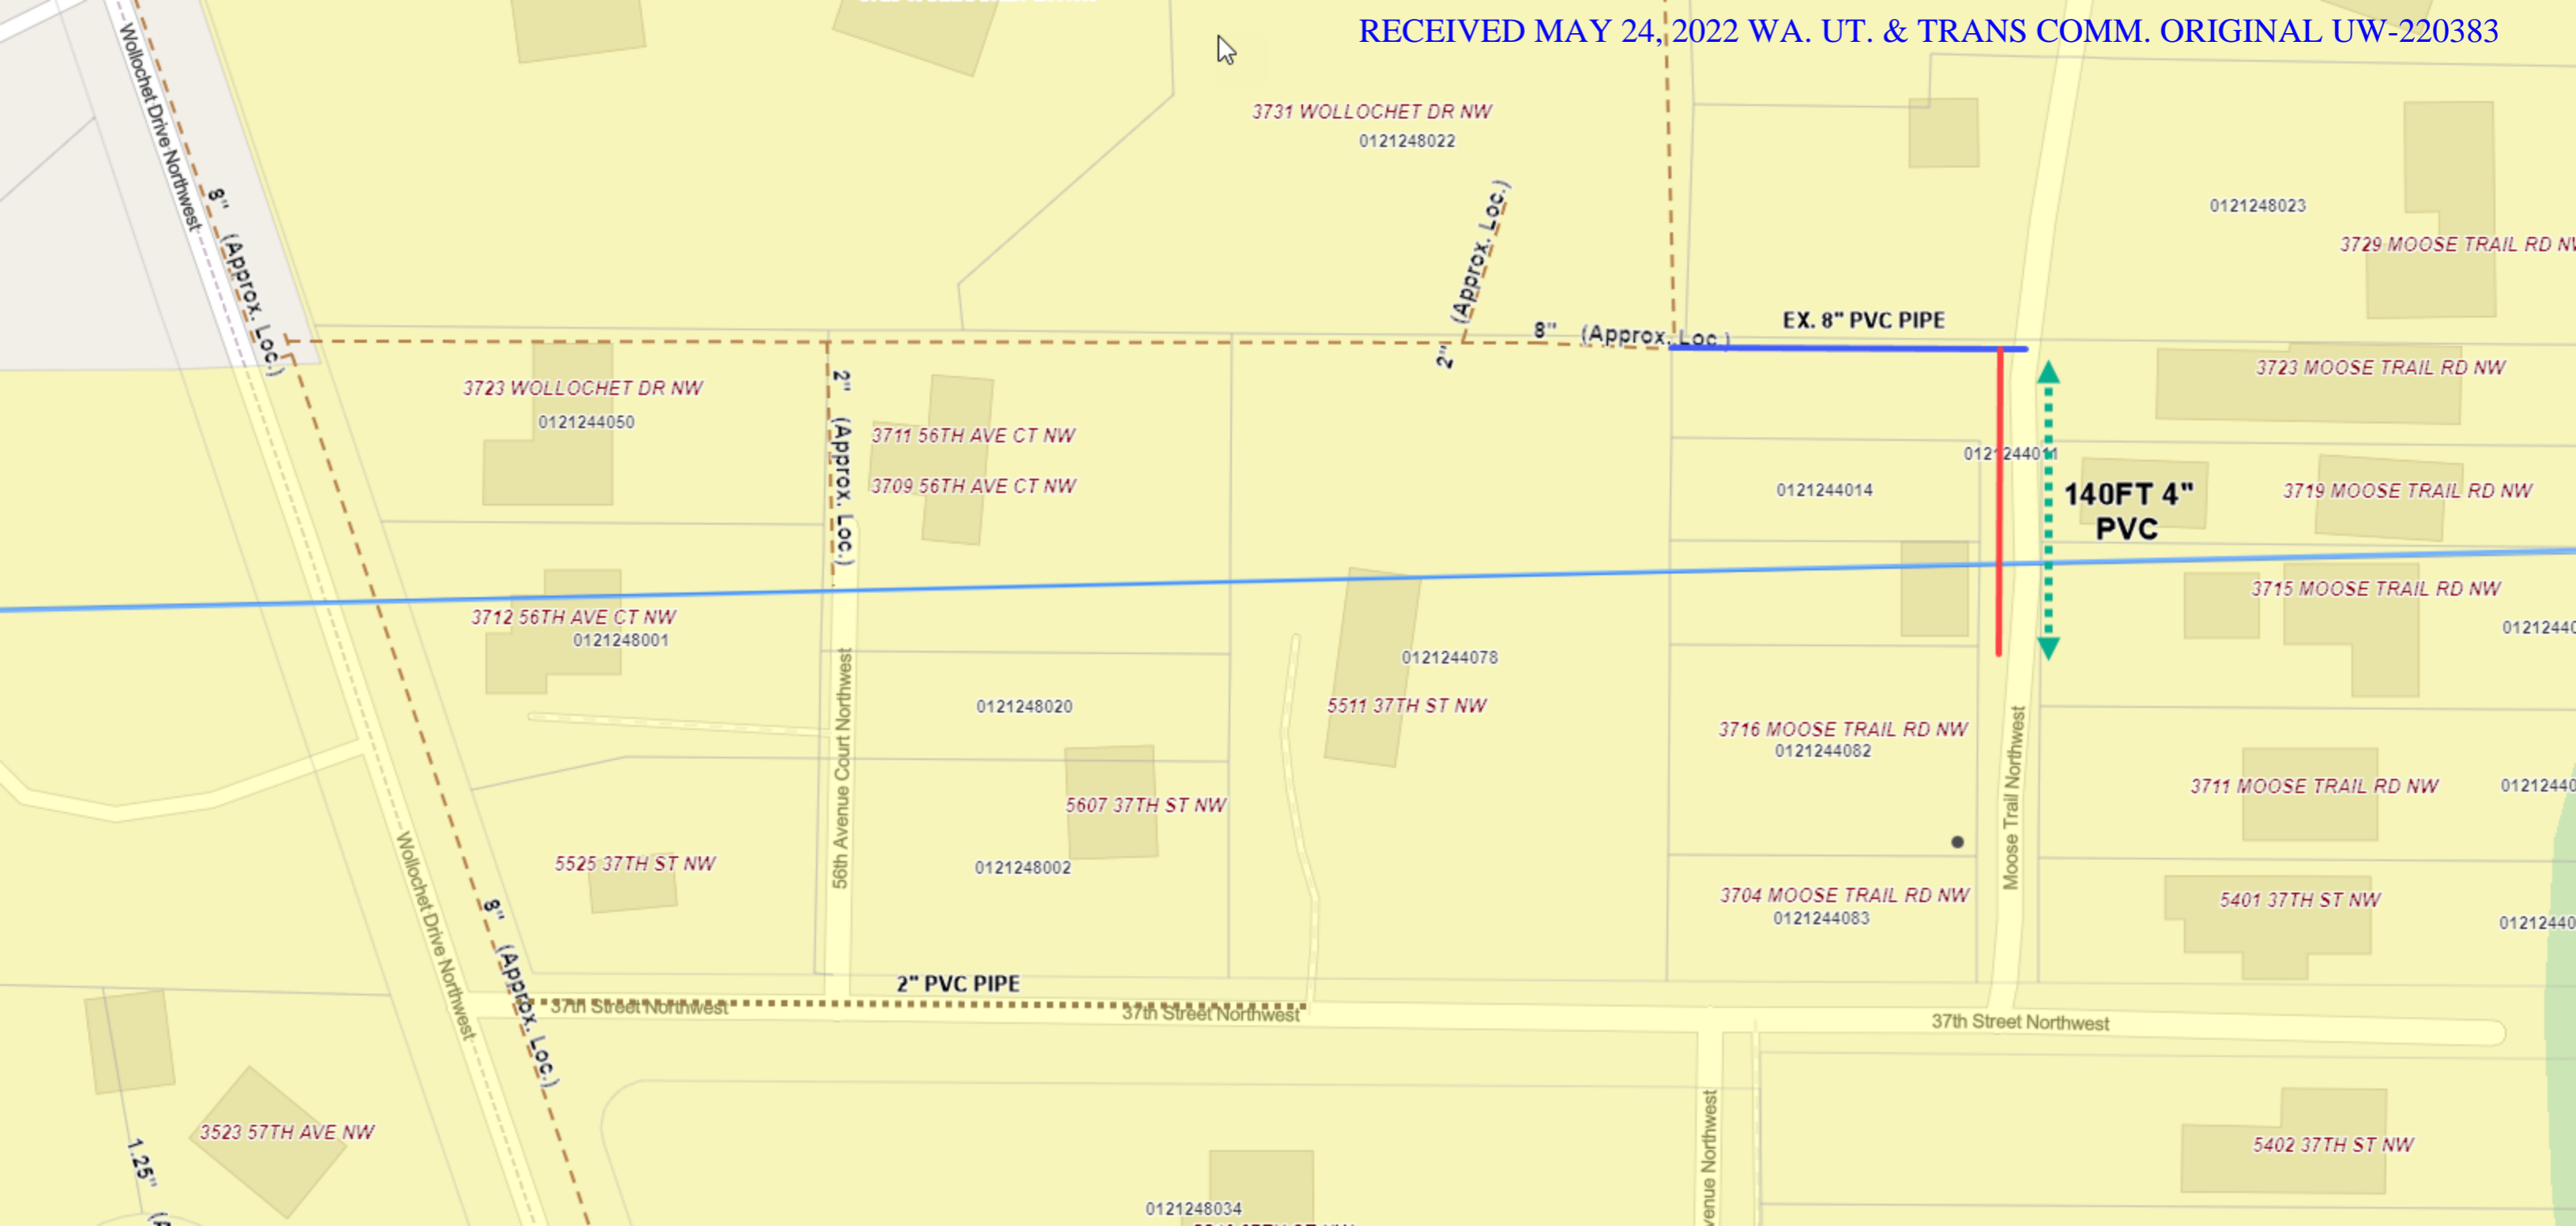 RECEIVED MAY 24, 2022 WA. UT. & TRANS COMM. ORIGINAL UW-220383
Wollochet Drive Northwest
8" (Approx. Loc.)
3731 WOLLOCHET DR NW
0121248022
2" (Approx. Loc.)
8" (Approx. Loc.)
EX. 8" PVC PIPE
0121248023
3729 MOOSE TRAIL RD NW
3723 WOLLOCHET DR NW
0121244050
2" (Approx. Loc.)
3711 56TH AVE CT NW
3709 56TH AVE CT NW
3723 MOOSE TRAIL RD NW
0121244011
0121244014
140FT 4"
PVC
3719 MOOSE TRAIL RD NW
3712 56TH AVE CT NW
0121248001
3715 MOOSE TRAIL RD NW
0121244078
5511 37TH ST NW
0121248020
56th Avenue Court Northwest
3716 MOOSE TRAIL RD NW
0121244082
Moose Trail Northwest
3711 MOOSE TRAIL RD NW
5607 37TH ST NW
0121248002
5525 37TH ST NW
3704 MOOSE TRAIL RD NW
0121244083
5401 37TH ST NW
Wollochet Drive Northwest
8" (Approx. Loc.)
2" PVC PIPE
37th Street Northwest
37th Street Northwest
37th Street Northwest
3523 57TH AVE NW
1.25"
venue Northwest
5402 37TH ST NW
0121248034